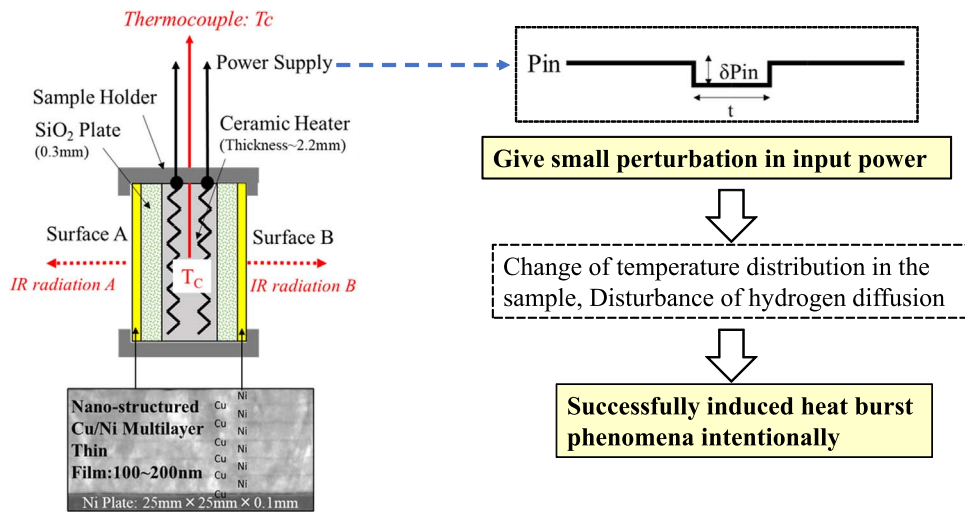 Thermocouple: Tc
Power Supply
Sample Holder
SiO₂ Plate
(0.3mm)
Ceramic Heater
(Thickness~2.2mm)
Surface A
Surface B
IR radiation A
T_C
IR radiation B
Nano-structured
Cu/Ni Multilayer
Thin
Film:100~200nm
Ni
Cu
Ni
Cu
Ni
Cu
Ni
Cu
Ni
Cu
Ni
Cu
Ni Plate: 25mm×25mm×0.1mm
Pin
δPin
t
Give small perturbation in input power
Change of temperature distribution in the
sample, Disturbance of hydrogen diffusion
Successfully induced heat burst
phenomena intentionally